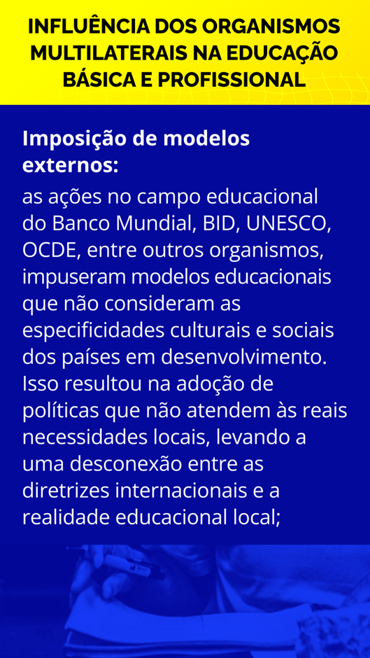 INFLUÊNCIA DOS ORGANISMOS
MULTILATERAIS NA EDUCAÇÃO
BÁSICA E PROFISSIONAL
Imposição de modelos
externos:
as ações no campo educacional
do Banco Mundial, BID, UNESCO,
OCDE, entre outros organismos,
impuseram modelos educacionais
que não consideram as
especificidades culturais e sociais
dos países em desenvolvimento.
Isso resultou na adoção de
políticas que não atendem às reais
necessidades locais, levando a
uma desconexão entre as
diretrizes internacionais e a
realidade educacional local;